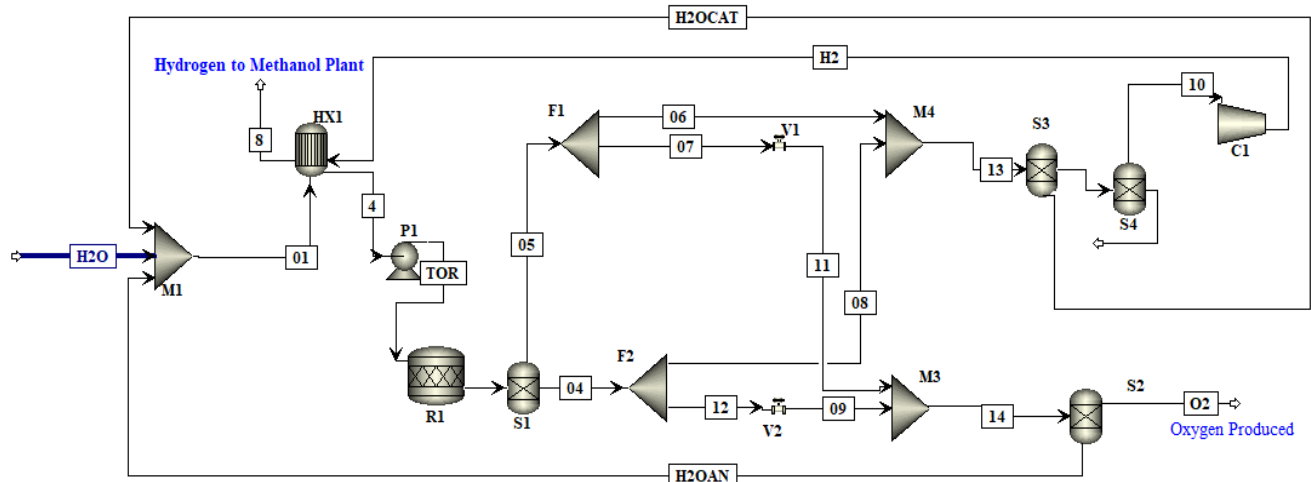 H2OCAT
Hydrogen to Methanol Plant
H2
10
HX1
F1
06
M4
8
07
V1
S3
C1
13
S4
4
P1
H2O
01
05
TOR
11
M1
08
F2
M3
04
12
09
S2
R1
S1
V2
14
O2
Oxygen Produced
H2OAN